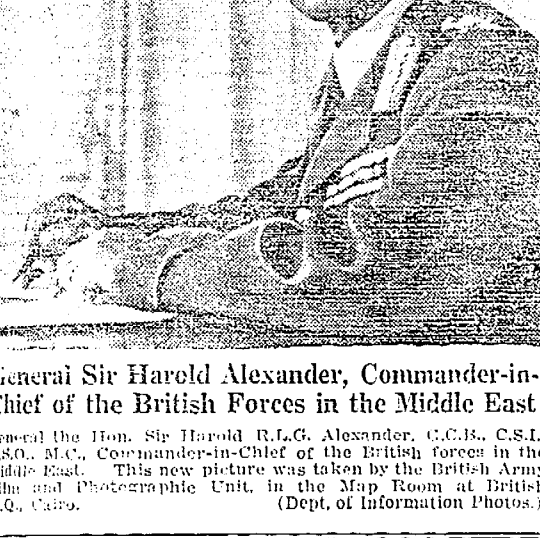 General Sir Harold Alexander, Commander-in-
Chief of the British Forces in the Middle East
General the Hon. Sir Harold R.L.G. Alexander, G.C.B., C.S.I.
D.S.O., M.C., Commander-in-Chief of the British forces in the
Middle East. This new picture was taken by the British Army
Film and Photographic Unit, in the Map Room at British
Cairo. (Dept. of Information Photos.)